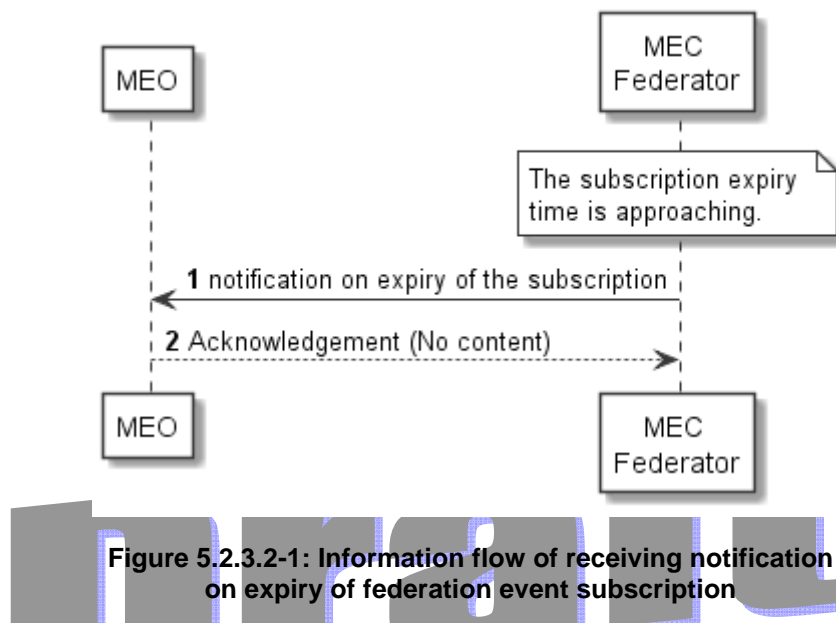 MEO
MEC
Federator
The subscription expiry
time is approaching.
1 notification on expiry of the subscription
2 Acknowledgement (No content)
MEO
MEC
Federator
Figure 5.2.3.2-1: Information flow of receiving notification
on expiry of federation event subscription